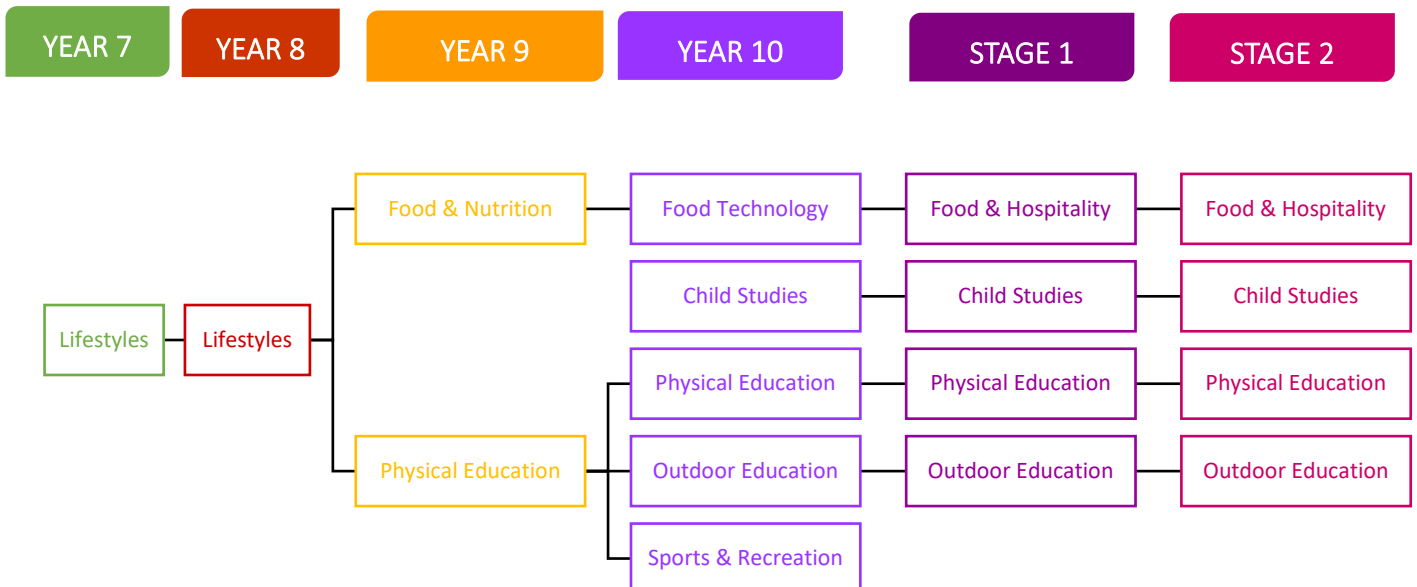 YEAR 7
YEAR 8
YEAR 9
YEAR 10
STAGE 1
STAGE 2
Food & Nutrition
Food Technology
Food & Hospitality
Food & Hospitality
Child Studies
Child Studies
Child Studies
Lifestyles
Lifestyles
Physical Education
Physical Education
Physical Education
Physical Education
Outdoor Education
Outdoor Education
Outdoor Education
Sports & Recreation